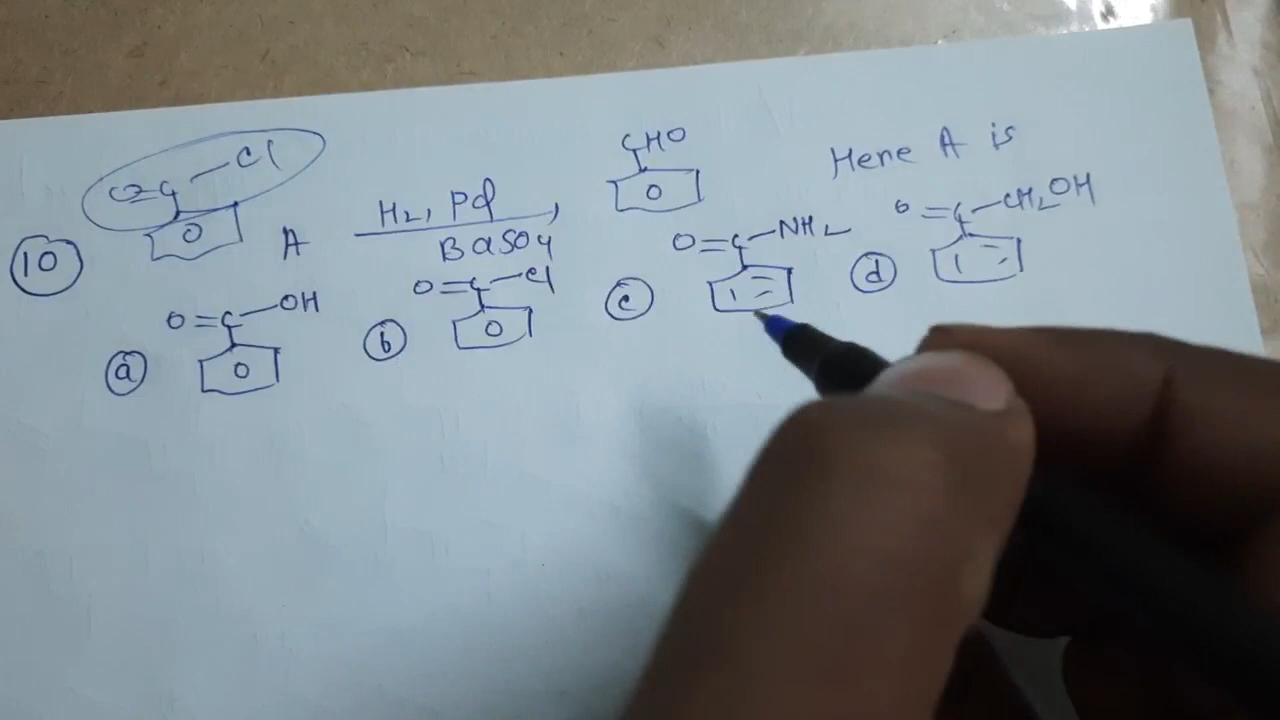 CHO
Here A is
O=C-Cl
H2, Pd
BaSO4
10 A
O=C-OH
O=C-Cl
O=C-NH2
O=C-CH2OH
a b c d